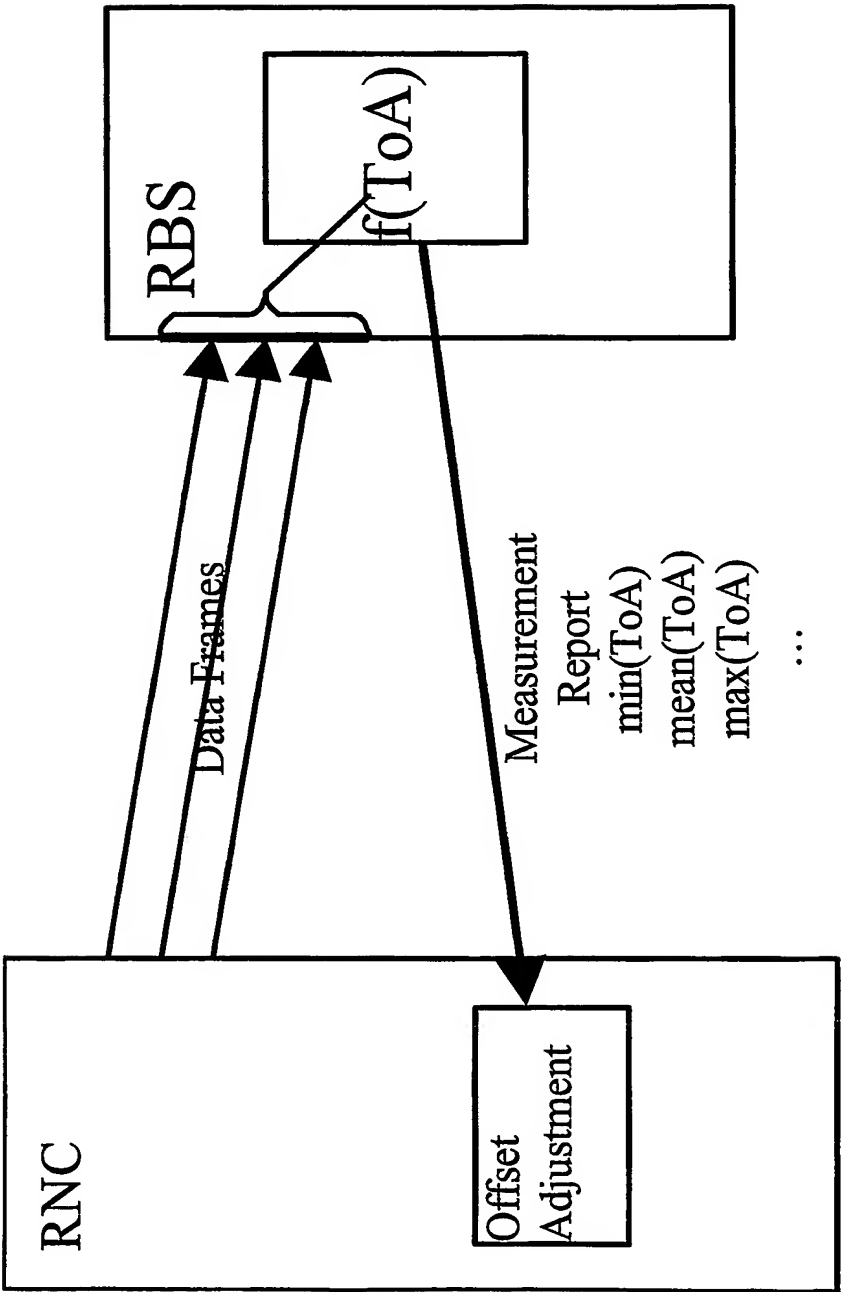 RNC
Offset
Adjustment
Data Frames
Measurement
Report
min(ToA)
mean(ToA)
max(ToA)
...
RBS
f(ToA)